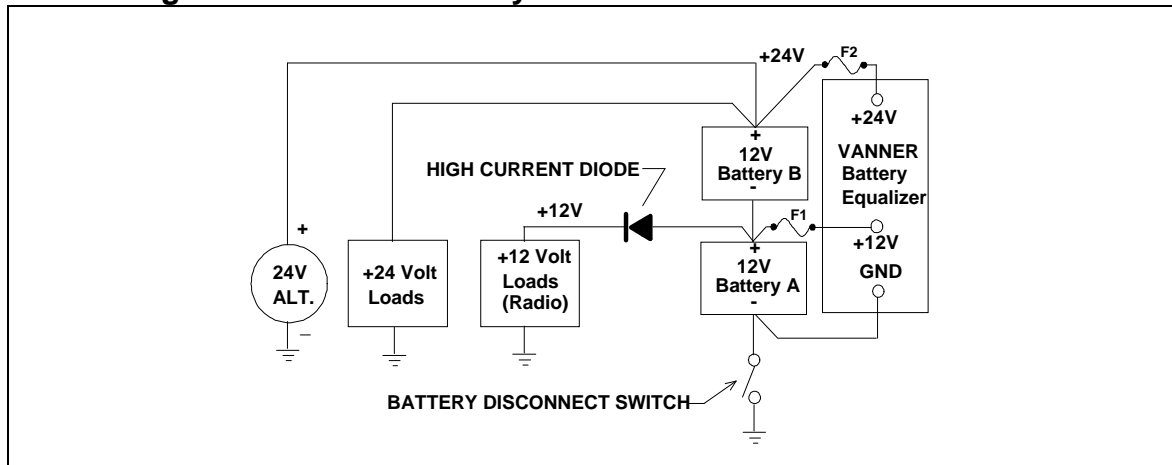 +24V
F2
+24V
VANNER
Battery
Equalizer
+12V
GND
+
12V
Battery B
-
HIGH CURRENT DIODE
+12V
F1
+
24V
ALT.
–
+24 Volt
Loads
+12 Volt
Loads
(Radio)
+
12V
Battery A
-
BATTERY DISCONNECT SWITCH